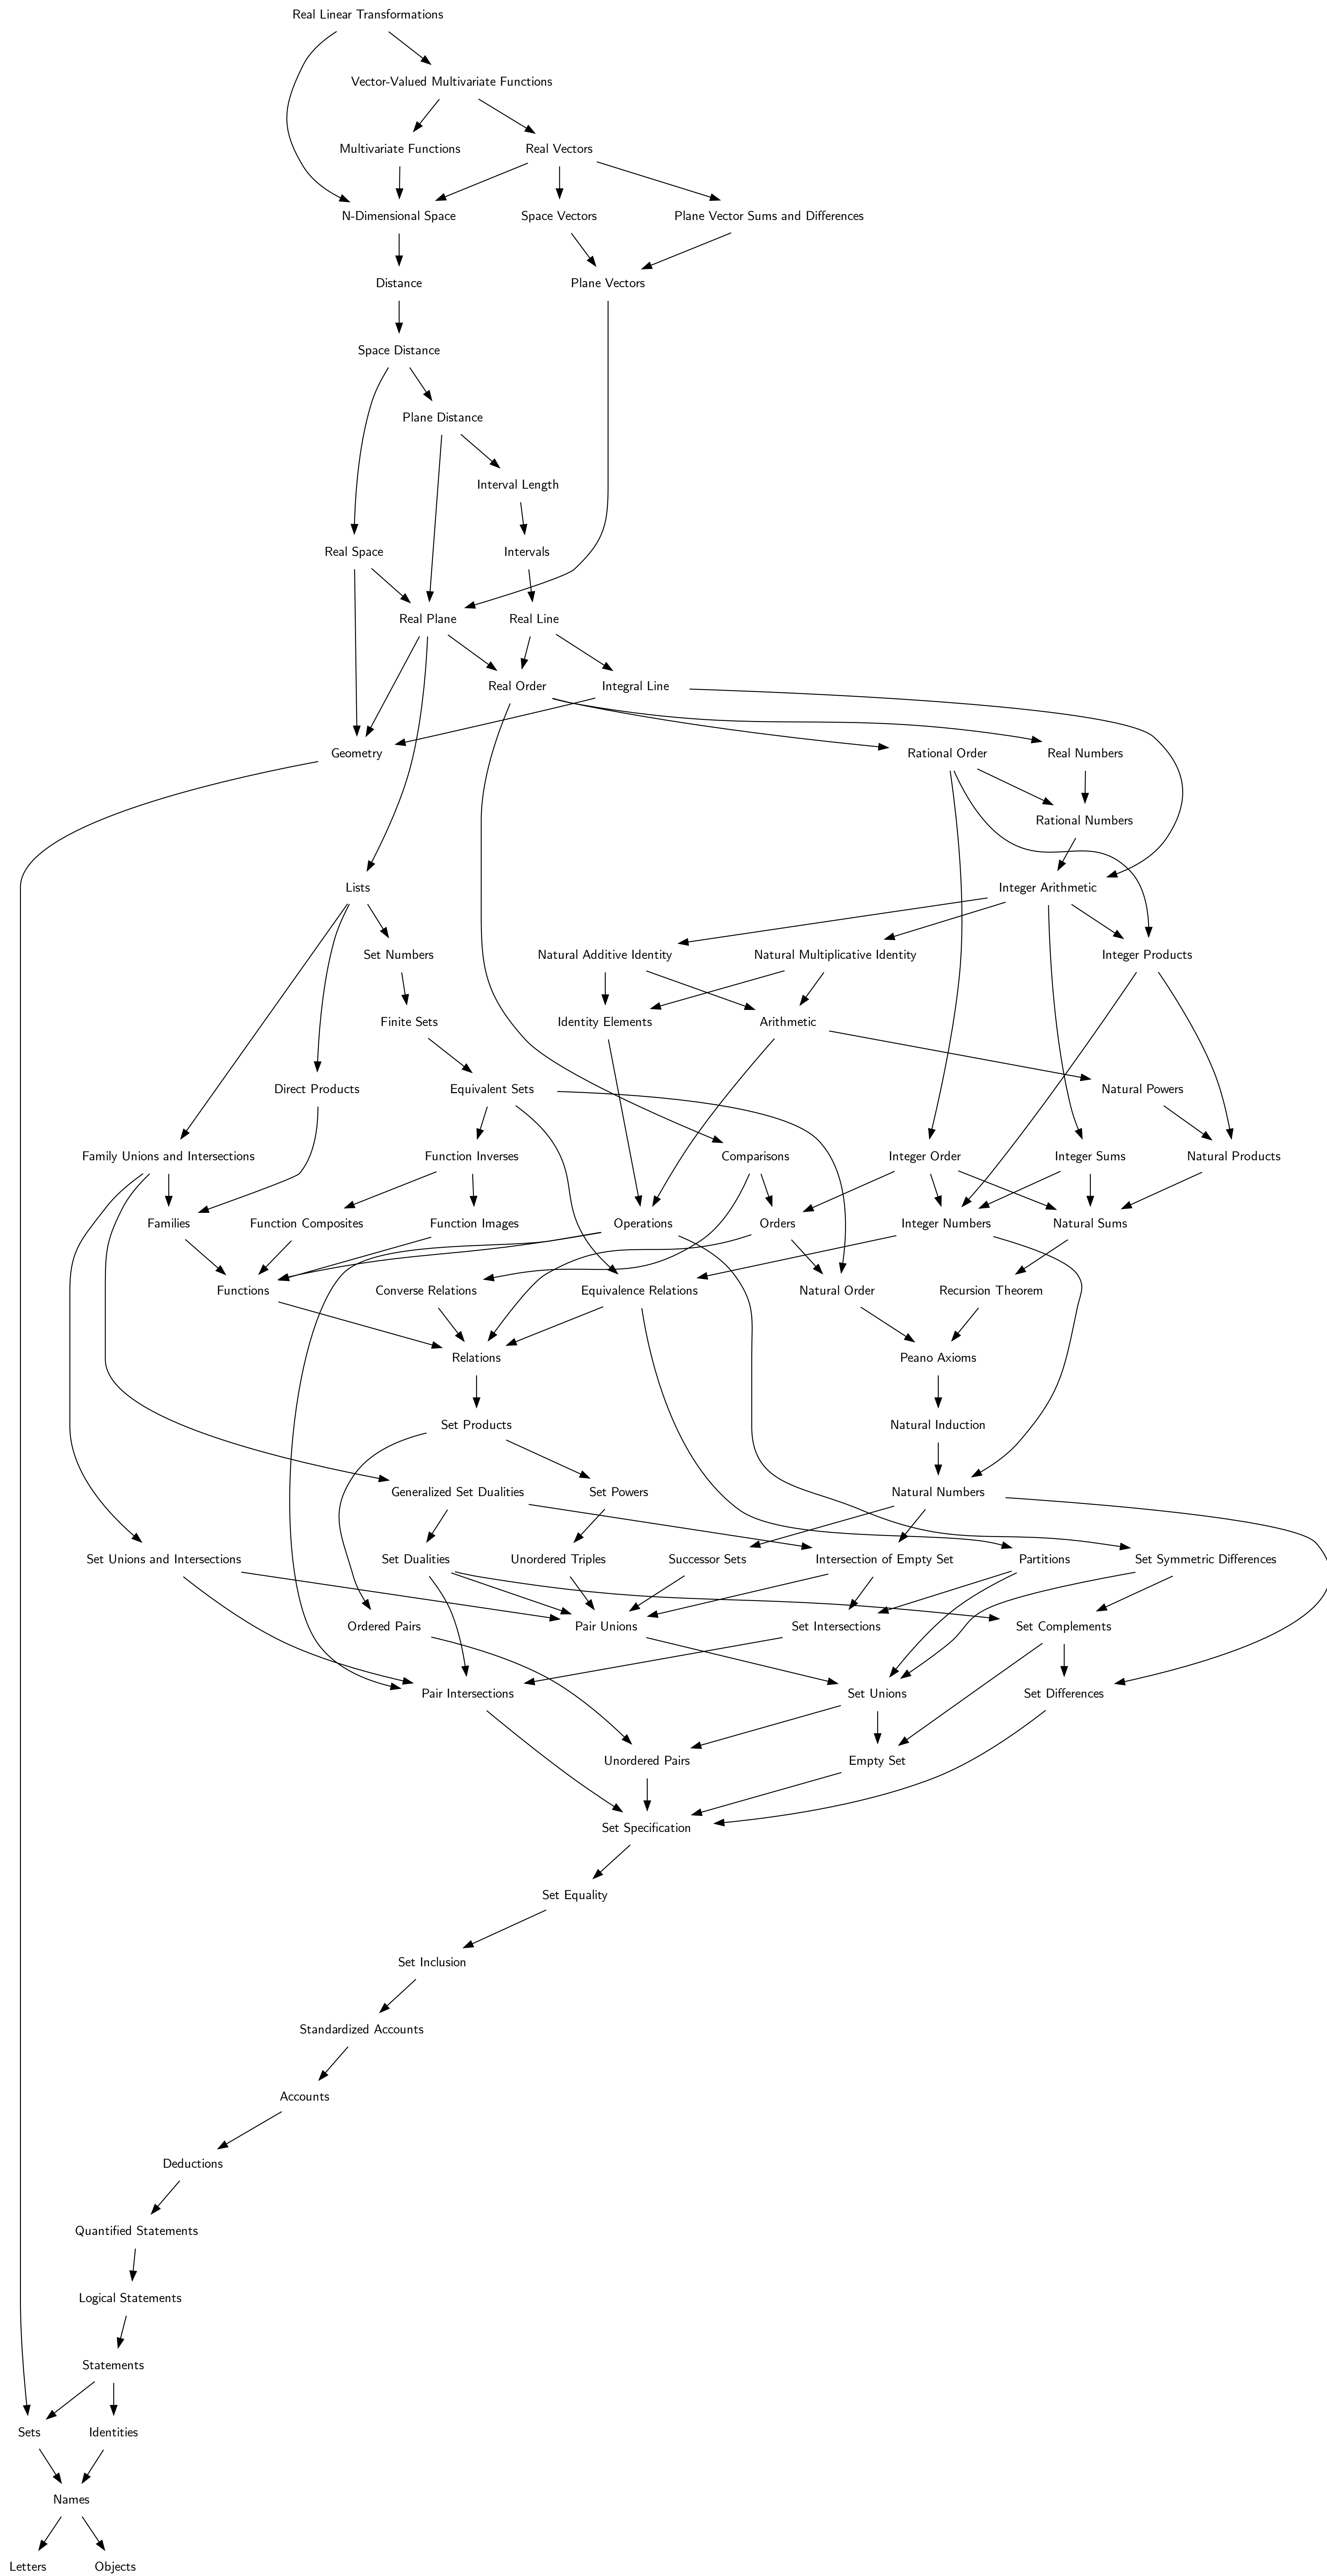 Real Linear Transformations
Vector-Valued Multivariate Functions
Multivariate Functions
Real Vectors
N-Dimensional Space
Space Vectors
Plane Vector Sums and Differences
Distance
Plane Vectors
Space Distance
Plane Distance
Interval Length
Real Space
Intervals
Real Plane
Real Line
Real Order
Integral Line
Geometry
Rational Order
Real Numbers
Rational Numbers
Lists
Integer Arithmetic
Set Numbers
Natural Additive Identity
Natural Multiplicative Identity
Integer Products
Finite Sets
Identity Elements
Arithmetic
Direct Products
Equivalent Sets
Natural Powers
Family Unions and Intersections
Function Inverses
Comparisons
Integer Order
Integer Sums
Natural Products
Families
Function Composites
Function Images
Operations
Orders
Integer Numbers
Natural Sums
Functions
Converse Relations
Equivalence Relations
Natural Order
Recursion Theorem
Relations
Peano Axioms
Set Products
Natural Induction
Generalized Set Dualities
Set Powers
Natural Numbers
Set Unions and Intersections
Set Dualities
Unordered Triples
Successor Sets
Intersection of Empty Set
Partitions
Set Symmetric Differences
Ordered Pairs
Pair Unions
Set Intersections
Set Complements
Pair Intersections
Set Unions
Set Differences
Unordered Pairs
Empty Set
Set Specification
Set Equality
Set Inclusion
Standardized Accounts
Accounts
Deductions
Quantified Statements
Logical Statements
Statements
Sets
Identities
Names
Letters
Objects